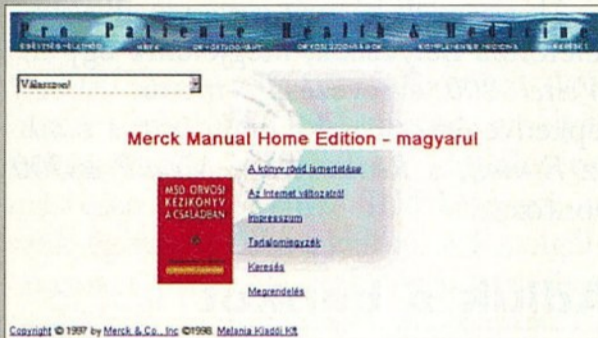 Pro Patiente Health & Medicine
Válasszon!
Merck Manual Home Edition - magyarul
MSD ORVOSI
KÉZIKÖNYV
A CSALÁDBAN
A könyv rövid ismertetése
Az Internet változatról
Impresszum
Tartalomjegyzék
Keresés
Megrendelés
Copyright © 1997 by Merck & Co., Inc ©1998. Melania Kiadói Kft